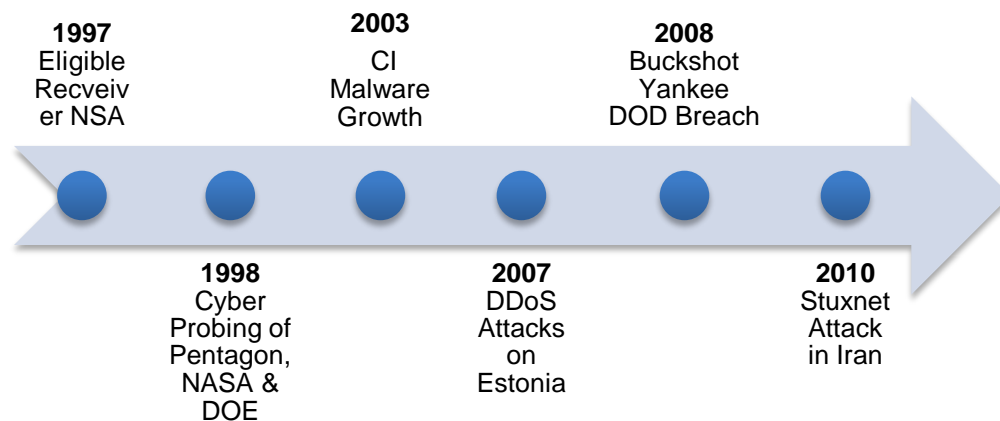 1997
Eligible
Recveiv
er NSA
1998
Cyber
Probing of
Pentagon,
NASA &
DOE
2003
CI
Malware
Growth
2007
DDoS
Attacks
on
Estonia
2008
Buckshot
Yankee
DOD Breach
2010
Stuxnet
Attack
in Iran